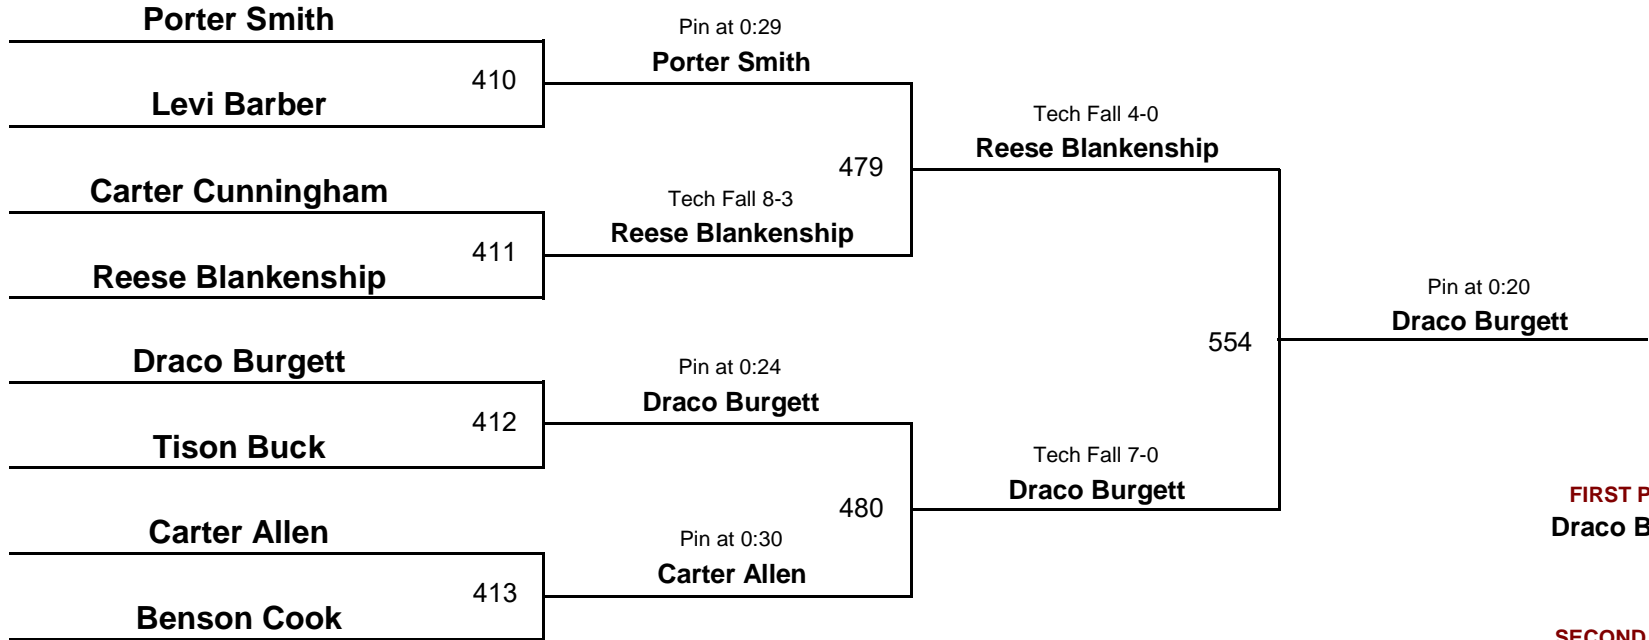 Porter Smith
410
Levi Barber
Carter Cunningham
411
Reese Blankenship
Draco Burgett
412
Tison Buck
Carter Allen
413
Benson Cook
Pin at 0:29
Porter Smith
479
Tech Fall 8-3
Reese Blankenship
Pin at 0:24
Draco Burgett
480
Pin at 0:30
Carter Allen
Tech Fall 4-0
Reese Blankenship
554
Tech Fall 7-0
Draco Burgett
Pin at 0:20
Draco Burgett
FIRST P
Draco B
SECOND